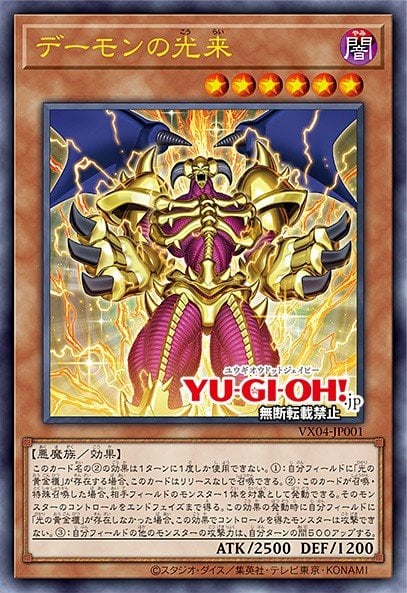 デーモンの光来
こう らい
やみ
闇
ユウギオウドットジェイピー
YU-GI-OH!.jp
無断転載禁止
VX04-JP001
【悪魔族/効果】
このカード名の②の効果は1ターンに1度しか使用できない。①:自分フィールドに「光の
黄金櫃」が存在する場合、このカードはリリースなしで召喚できる。②:このカードが召喚・
特殊召喚した場合、相手フィールドのモンスター1体を対象として発動できる。そのモンス
ターのコントロールをエンドフェイズまで得る。この効果の発動時に自分フィールド
に「光の黄金櫃」が存在しなかった場合、この効果でコントロールを得たモンスターは攻撃で
きない。③:自分フィールドの他のモンスターの攻撃力は、自分ターンの間500アップする。
ATK/2500 DEF/1200
©スタジオ・ダイス/集英社・テレビ東京・KONAMI